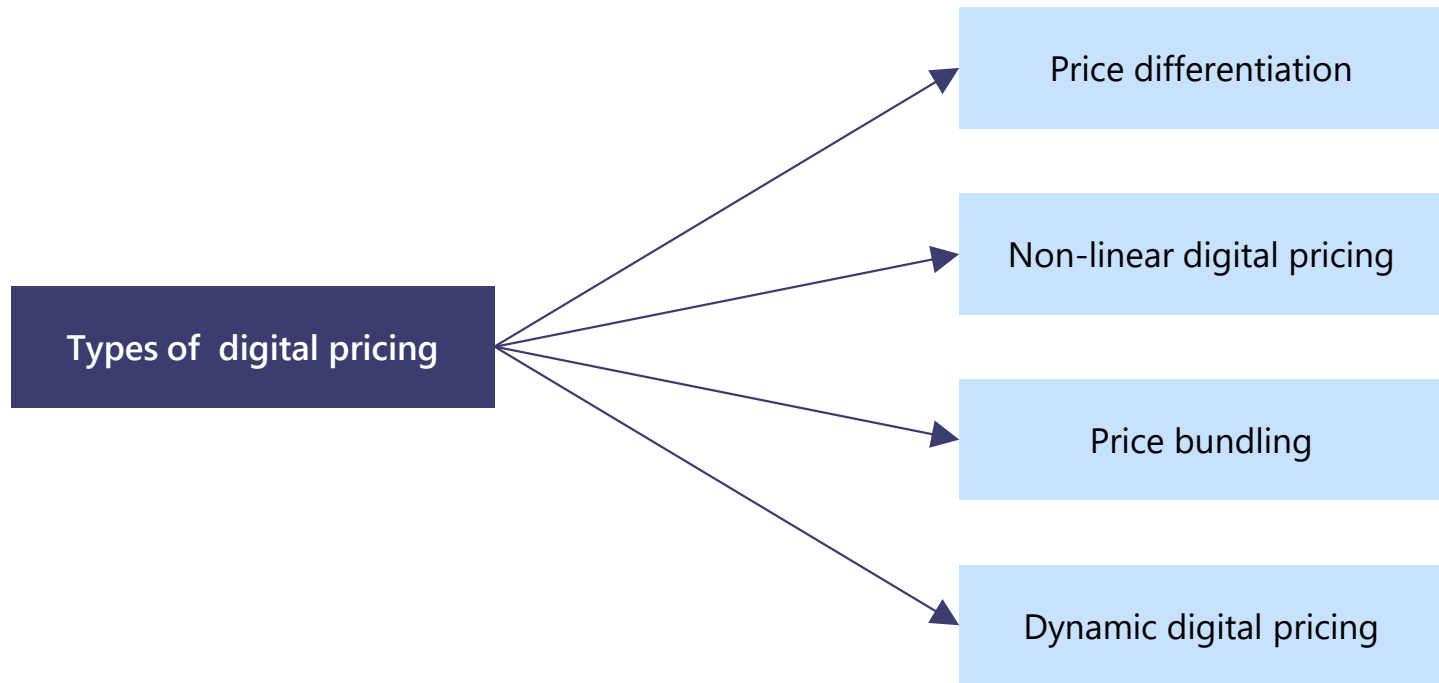 Price differentiation
Non-linear digital pricing
Types of  digital pricing
Price bundling
Dynamic digital pricing